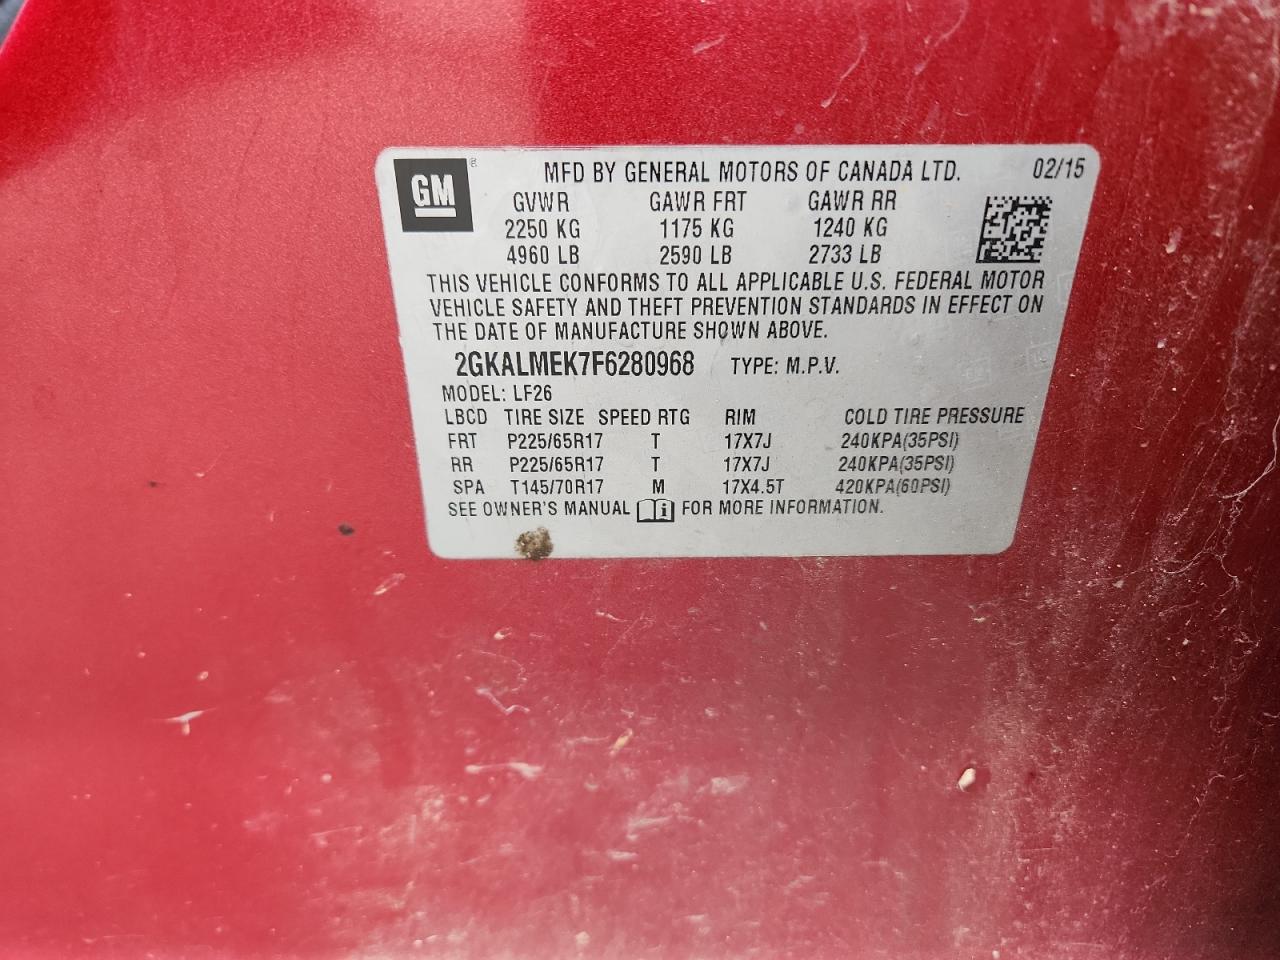 GM ®
MFD BY GENERAL MOTORS OF CANADA LTD. 02/15
GVWR GAWR FRT GAWR RR
2250 KG 1175 KG 1240 KG
4960 LB 2590 LB 2733 LB
THIS VEHICLE CONFORMS TO ALL APPLICABLE U.S. FEDERAL MOTOR
VEHICLE SAFETY AND THEFT PREVENTION STANDARDS IN EFFECT ON
THE DATE OF MANUFACTURE SHOWN ABOVE.
2GKALMEK7F6280968 TYPE: M.P.V.
MODEL: LF26
LBCD TIRE SIZE SPEED RTG RIM COLD TIRE PRESSURE
FRT P225/65R17 T 17X7J 240KPA(35PSI)
RR P225/65R17 T 17X7J 240KPA(35PSI)
SPA T145/70R17 M 17X4.5T 420KPA(60PSI)
SEE OWNER'S MANUAL i FOR MORE INFORMATION.